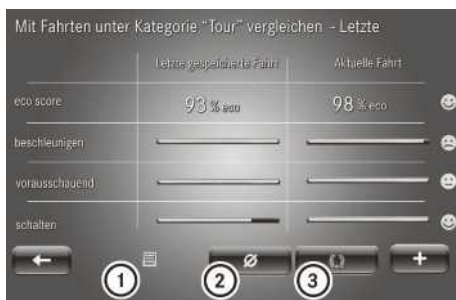 Mit Fahrten unter Kategorie "Tour" vergleichen - Letzte
Letzte gespeicherte Fahrt
Aktuelle Fahrt
eco score
93 % eco
98 % eco
beschleunigen
vorausschauend
schalten
1
2
Ø
3
+